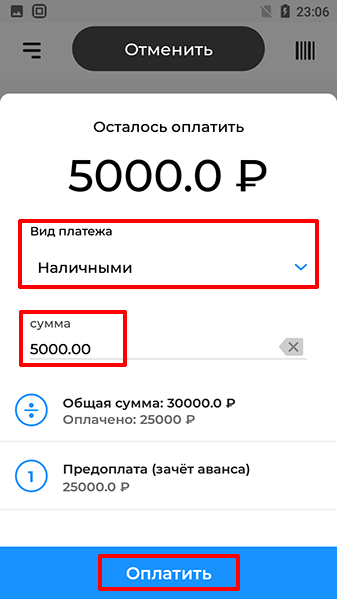 23:06
Отменить
Осталось оплатить
5000.0 ₽
Вид платежа
Наличными
сумма
5000.00
Общая сумма: 30000.0 ₽
Оплачено: 25000 ₽
1
Предоплата (зачёт аванса)
25000.0 ₽
Оплатить